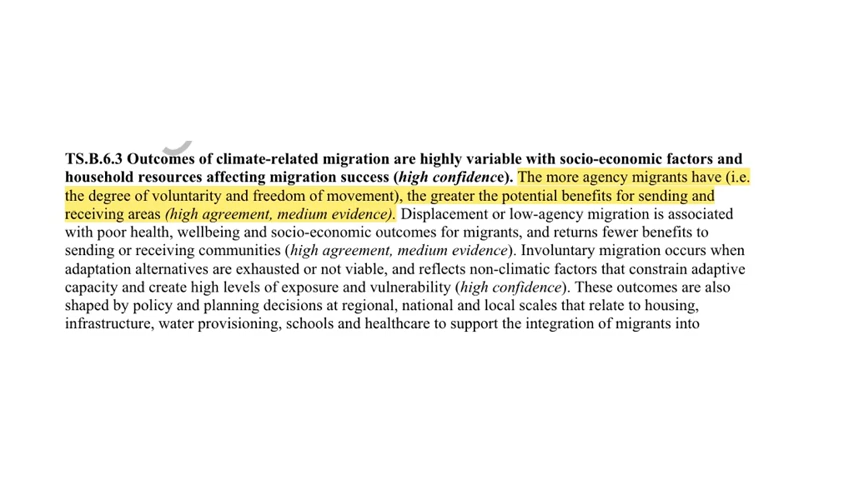 TS.B.6.3 Outcomes of climate-related migration are highly variable with socio-economic factors and
household resources affecting migration success (high confidence). The more agency migrants have (i.e.
the degree of voluntarity and freedom of movement), the greater the potential benefits for sending and
receiving areas (high agreement, medium evidence). Displacement or low-agency migration is associated
with poor health, wellbeing and socio-economic outcomes for migrants, and returns fewer benefits to
sending or receiving communities (high agreement, medium evidence). Involuntary migration occurs when
adaptation alternatives are exhausted or not viable, and reflects non-climatic factors that constrain adaptive
capacity and create high levels of exposure and vulnerability (high confidence). These outcomes are also
shaped by policy and planning decisions at regional, national and local scales that relate to housing,
infrastructure, water provisioning, schools and healthcare to support the integration of migrants into